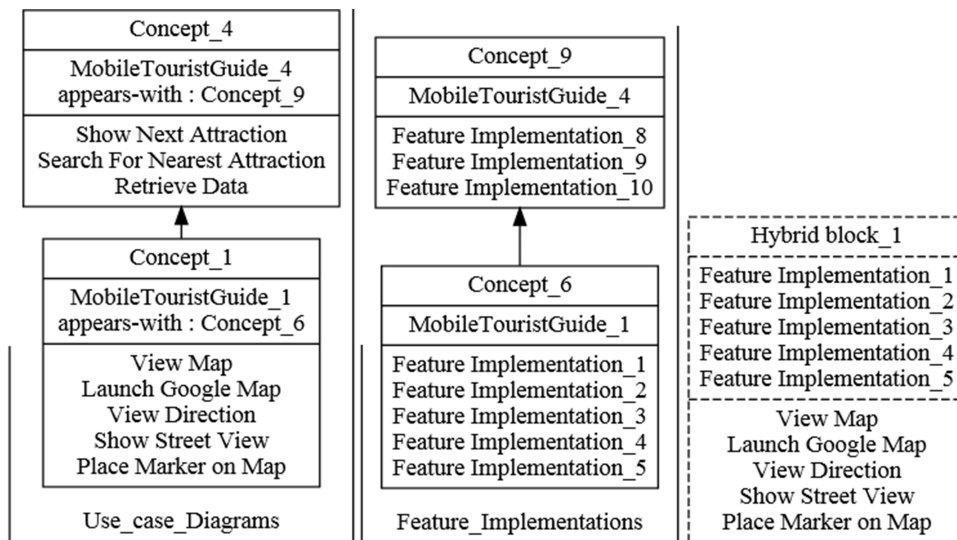 Concept_4
MobileTouristGuide_4
appears-with : Concept_9
Show Next Attraction
Search For Nearest Attraction
Retrieve Data
Concept_1
MobileTouristGuide_1
appears-with : Concept_6
View Map
Launch Google Map
View Direction
Show Street View
Place Marker on Map
Use_case_Diagrams
Concept_9
MobileTouristGuide_4
Feature Implementation_8
Feature Implementation_9
Feature Implementation_10
Concept_6
MobileTouristGuide_1
Feature Implementation_1
Feature Implementation_2
Feature Implementation_3
Feature Implementation_4
Feature Implementation_5
Feature_Implementations
Hybrid block_1
Feature Implementation_1
Feature Implementation_2
Feature Implementation_3
Feature Implementation_4
Feature Implementation_5
View Map
Launch Google Map
View Direction
Show Street View
Place Marker on Map